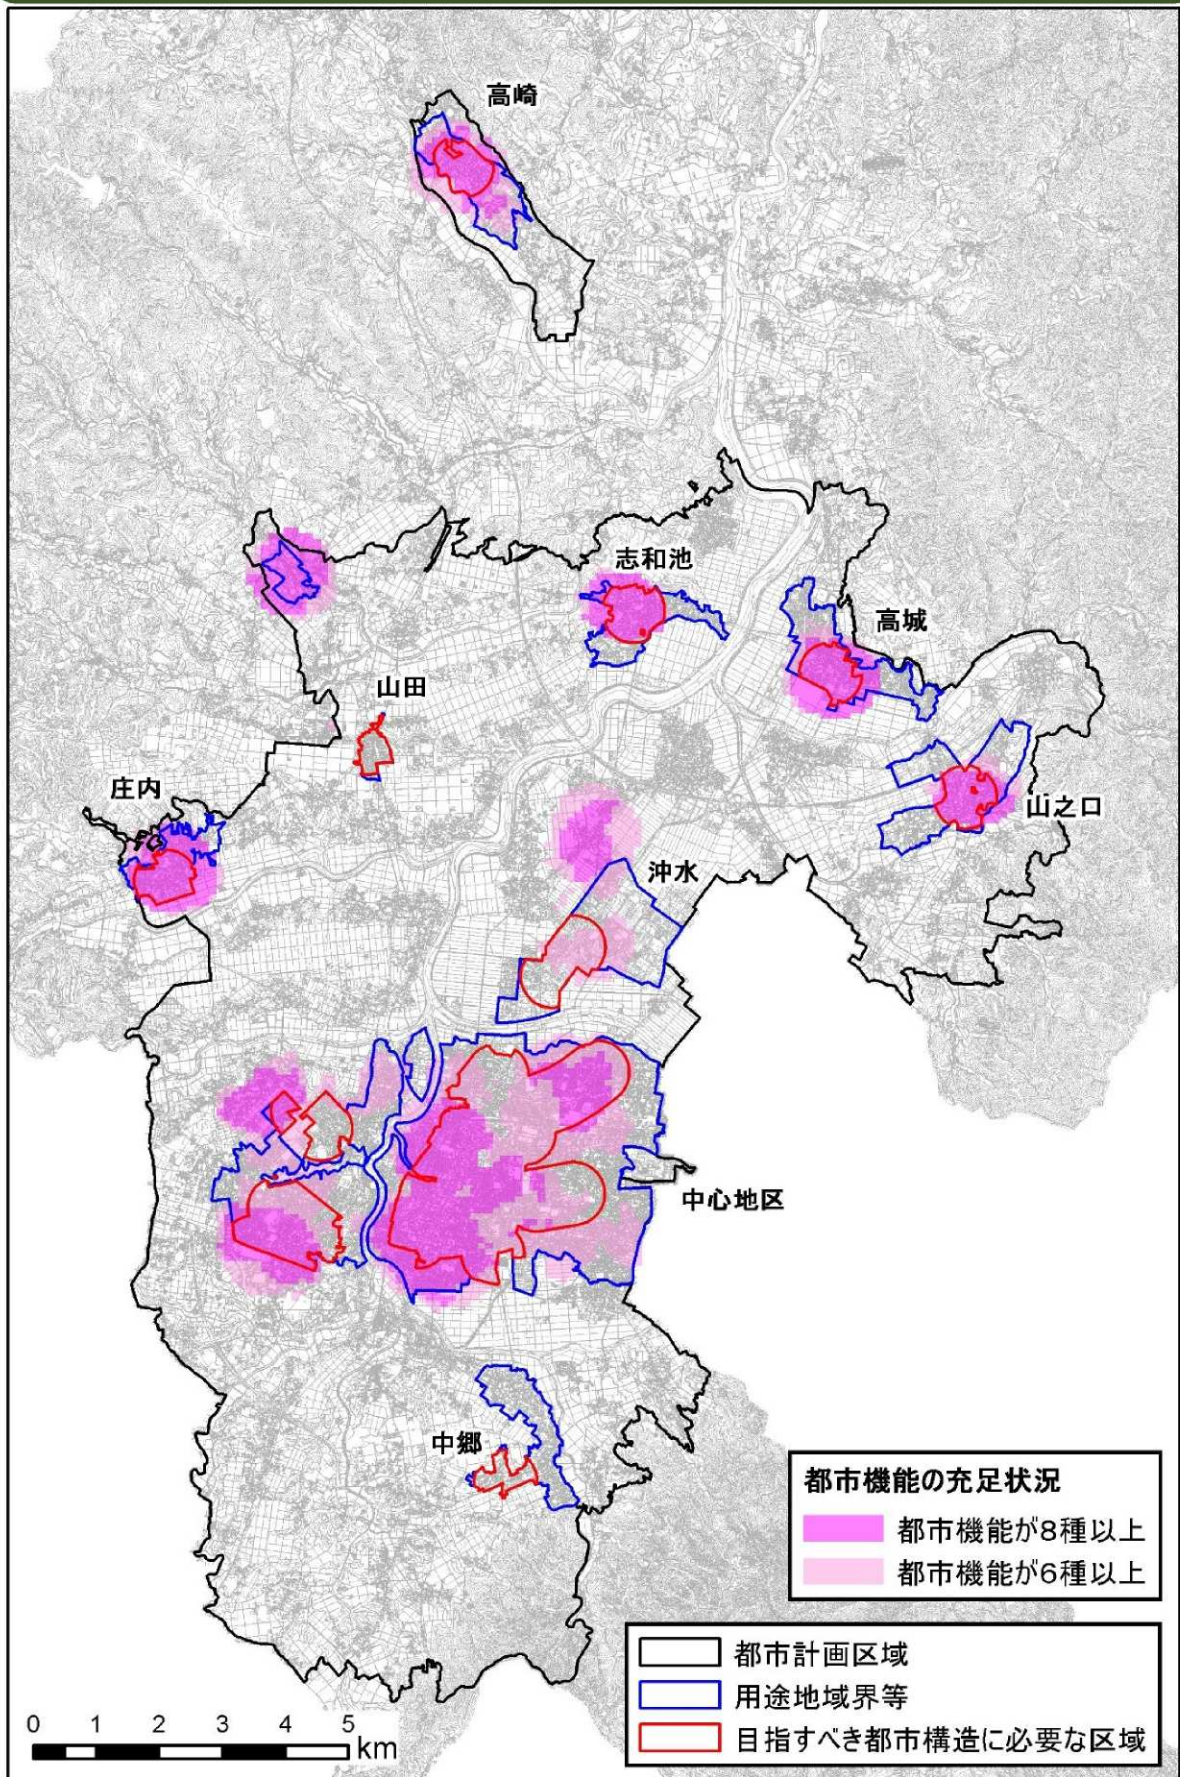 高崎
志和池
高城
山田
庄内
山之口
沖水
中心地区
中郷
都市機能の充足状況
都市機能が8種以上
都市機能が6種以上
都市計画区域
用途地域界等
目指すべき都市構造に必要な区域
0 1 2 3 4 5
km